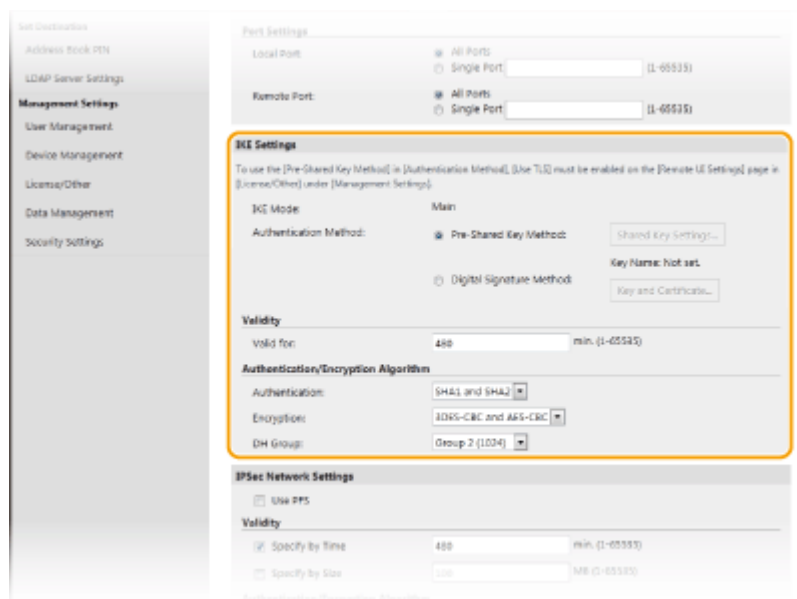 Set Destination
Address Book PIN
LDAP Server Settings
Management Settings
User Management
Device Management
License/Other
Data Management
Security Settings
Port Settings
Local Port: All Ports
Single Port (1-65535)
Remote Port: All Ports
Single Port (1-65535)
IKE Settings
To use the [Pre-Shared Key Method] in [Authentication Method], [Use TLS] must be enabled on the [Remote UI Settings] page in
[License/Other] under [Management Settings].
IKE Mode: Main
Authentication Method: Pre-Shared Key Method: Shared Key Settings...
Key Name: Not set.
Digital Signature Method: Key and Certificate...
Validity
Valid for: 480 min. (1-65535)
Authentication/Encryption Algorithm
Authentication: SHA1 and SHA2
Encryption: 3DES-CBC and AES-CBC
DH Group: Group 2 (1024)
IPSec Network Settings
Use PFS
Validity
Specify by Time 480 min. (1-65535)
Specify by Size MB (1-65535)
Authentication/Encryption Algorithm